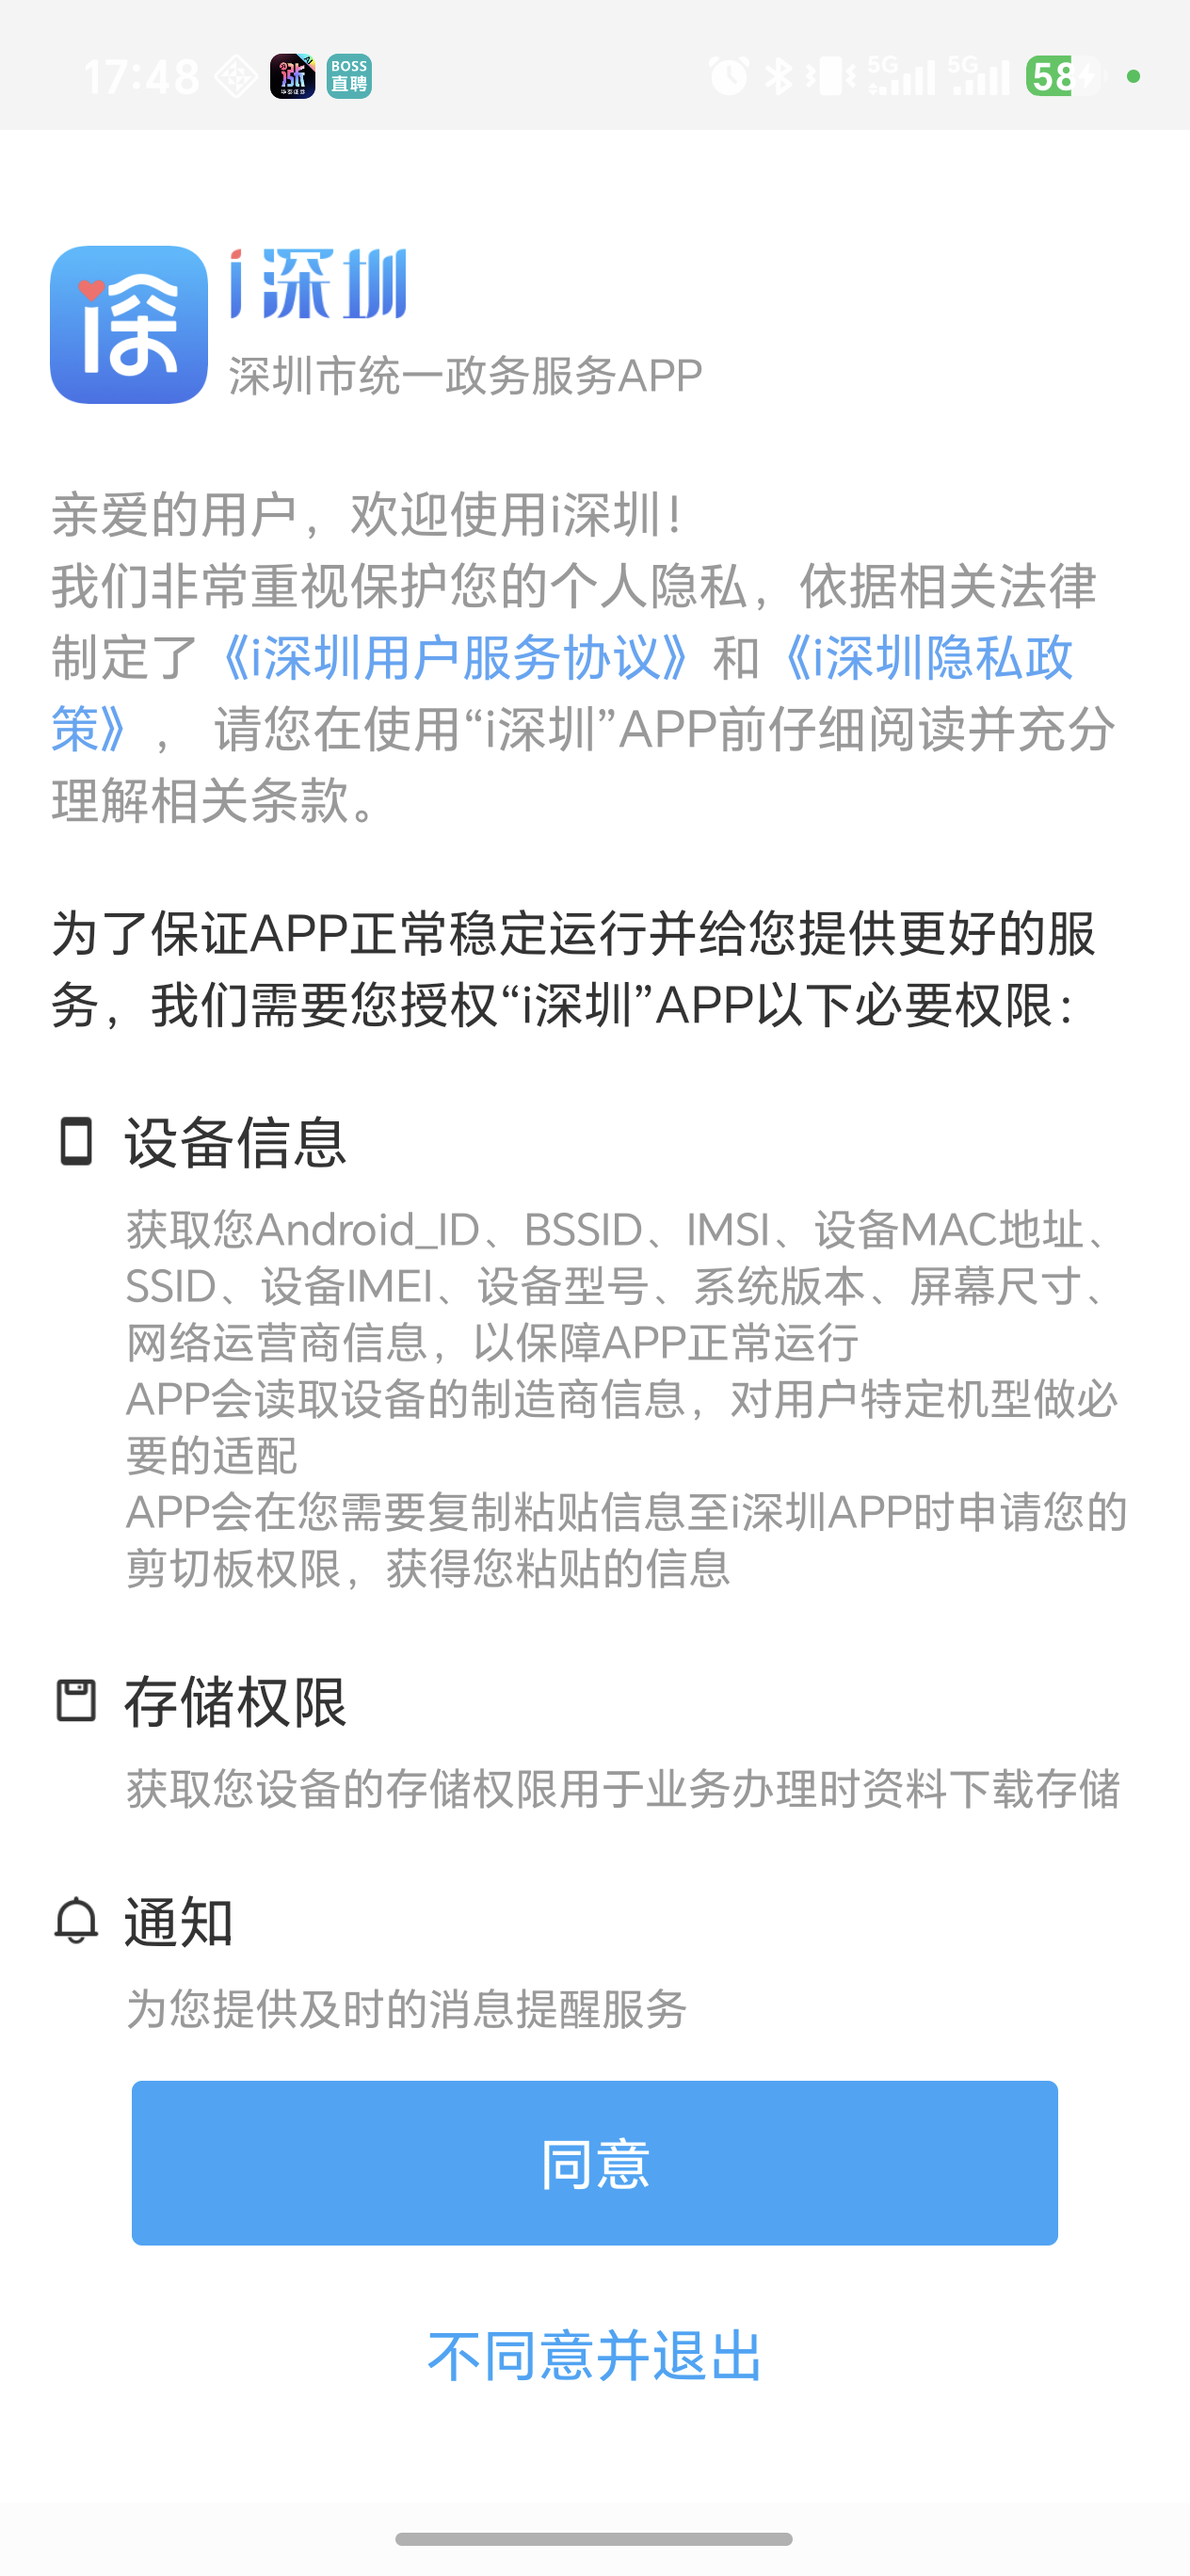 17:48
涨
BOSS
直聘
5G
5G
58
i深
i深圳
深圳市统一政务服务APP
亲爱的用户，欢迎使用i深圳！
我们非常重视保护您的个人隐私，依据相关法律
制定了《i深圳用户服务协议》和《i深圳隐私政
策》， 请您在使用“i深圳”APP前仔细阅读并充分
理解相关条款。
为了保证APP正常稳定运行并给您提供更好的服
务，我们需要您授权“i深圳”APP以下必要权限：
设备信息
获取您Android_ID、BSSID、IMSI、设备MAC地址、
SSID、设备IMEI、设备型号、系统版本、屏幕尺寸、
网络运营商信息，以保障APP正常运行
APP会读取设备的制造商信息，对用户特定机型做必
要的适配
APP会在您需要复制粘贴信息至i深圳APP时申请您的
剪切板权限，获得您粘贴的信息
存储权限
获取您设备的存储权限用于业务办理时资料下载存储
通知
为您提供及时的消息提醒服务
同意
不同意并退出